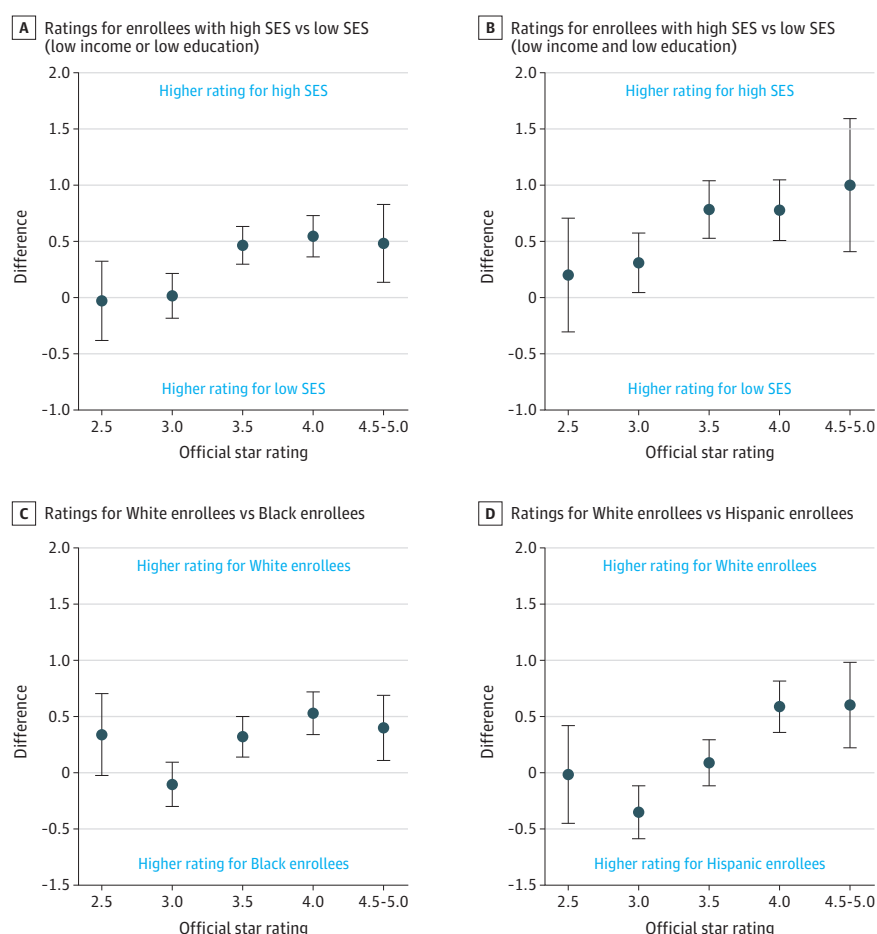 A Ratings for enrollees with high SES vs low SES
(low income or low education)
2.0
1.5
1.0
0.5
0
-0.5
-1.0
Difference
Higher rating for high SES
Higher rating for low SES
2.5 3.0 3.5 4.0 4.5-5.0
Official star rating
B Ratings for enrollees with high SES vs low SES
(low income and low education)
2.0
1.5
1.0
0.5
0
-0.5
-1.0
Difference
Higher rating for high SES
Higher rating for low SES
2.5 3.0 3.5 4.0 4.5-5.0
Official star rating
C Ratings for White enrollees vs Black enrollees
2.0
1.5
1.0
0.5
0
-0.5
-1.5
Difference
Higher rating for White enrollees
Higher rating for Black enrollees
2.5 3.0 3.5 4.0 4.5-5.0
Official star rating
D Ratings for White enrollees vs Hispanic enrollees
2.0
1.5
1.0
0.5
0
-0.5
-1.5
Difference
Higher rating for White enrollees
Higher rating for Hispanic enrollees
2.5 3.0 3.5 4.0 4.5-5.0
Official star rating